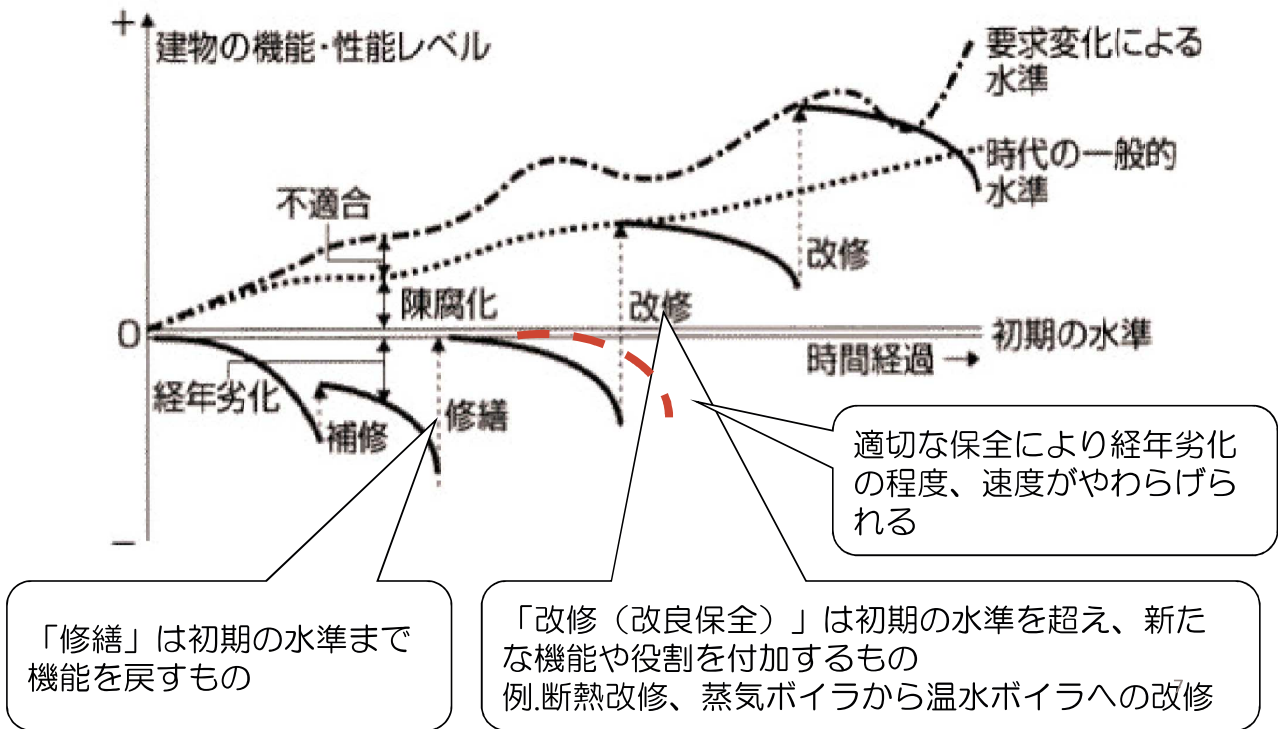 +
建物の機能・性能レベル
要求変化による
水準
時代の一般的
水準
不適合
陳腐化
改修
改修
0
初期の水準
時間経過 →
経年劣化
補修
修繕
−
適切な保全により経年劣化
の程度、速度がやわらげら
れる
「修繕」は初期の水準まで
機能を戻すもの
「改修（改良保全）」は初期の水準を超え、新た
な機能や役割を付加するもの
例.断熱改修、蒸気ボイラから温水ボイラへの改修
7